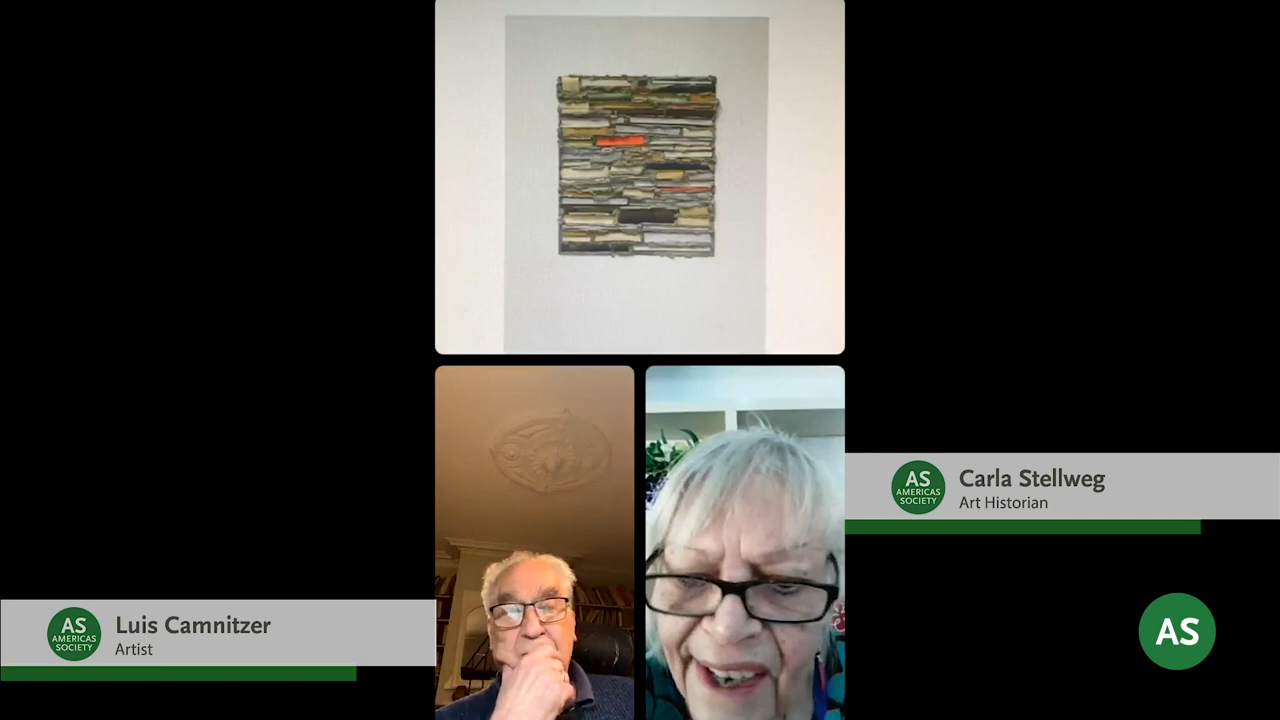 AS
AMERICAS
SOCIETY
Carla Stellweg
Art Historian
AS
AMERICAS
SOCIETY
Luis Camnitzer
Artist
AS